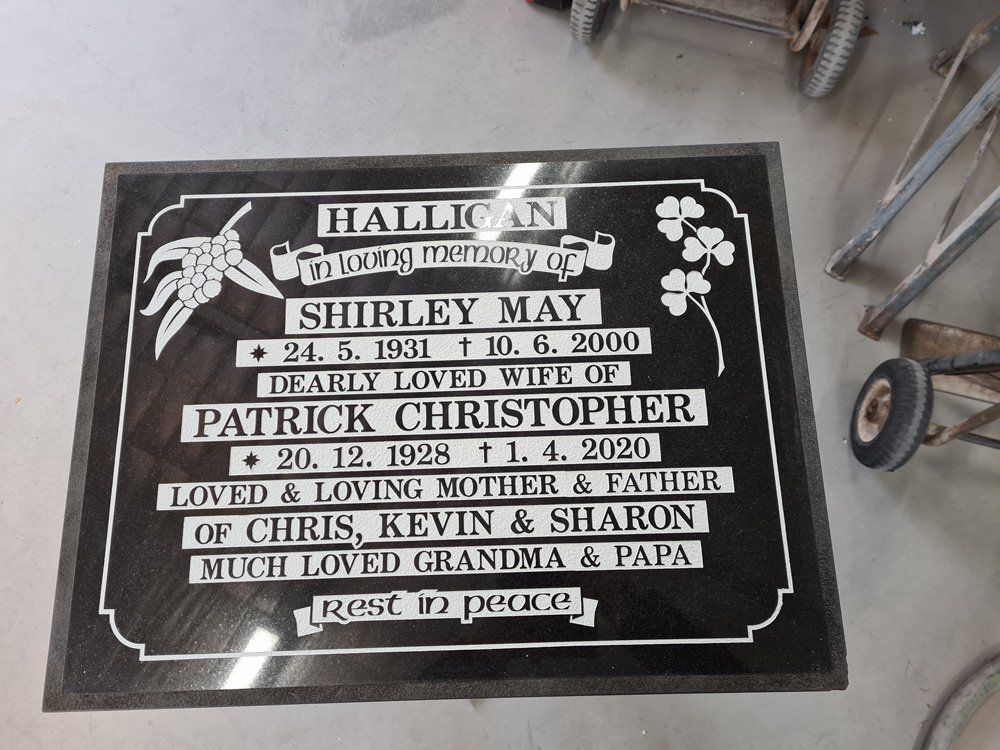 HALLIGAN
in loving memory of
SHIRLEY MAY
✷ 24. 5. 1931 † 10. 6. 2000
DEARLY LOVED WIFE OF
PATRICK CHRISTOPHER
✷ 20. 12. 1928 † 1. 4. 2020
LOVED & LOVING MOTHER & FATHER
OF CHRIS, KEVIN & SHARON
MUCH LOVED GRANDMA & PAPA
Rest in peace